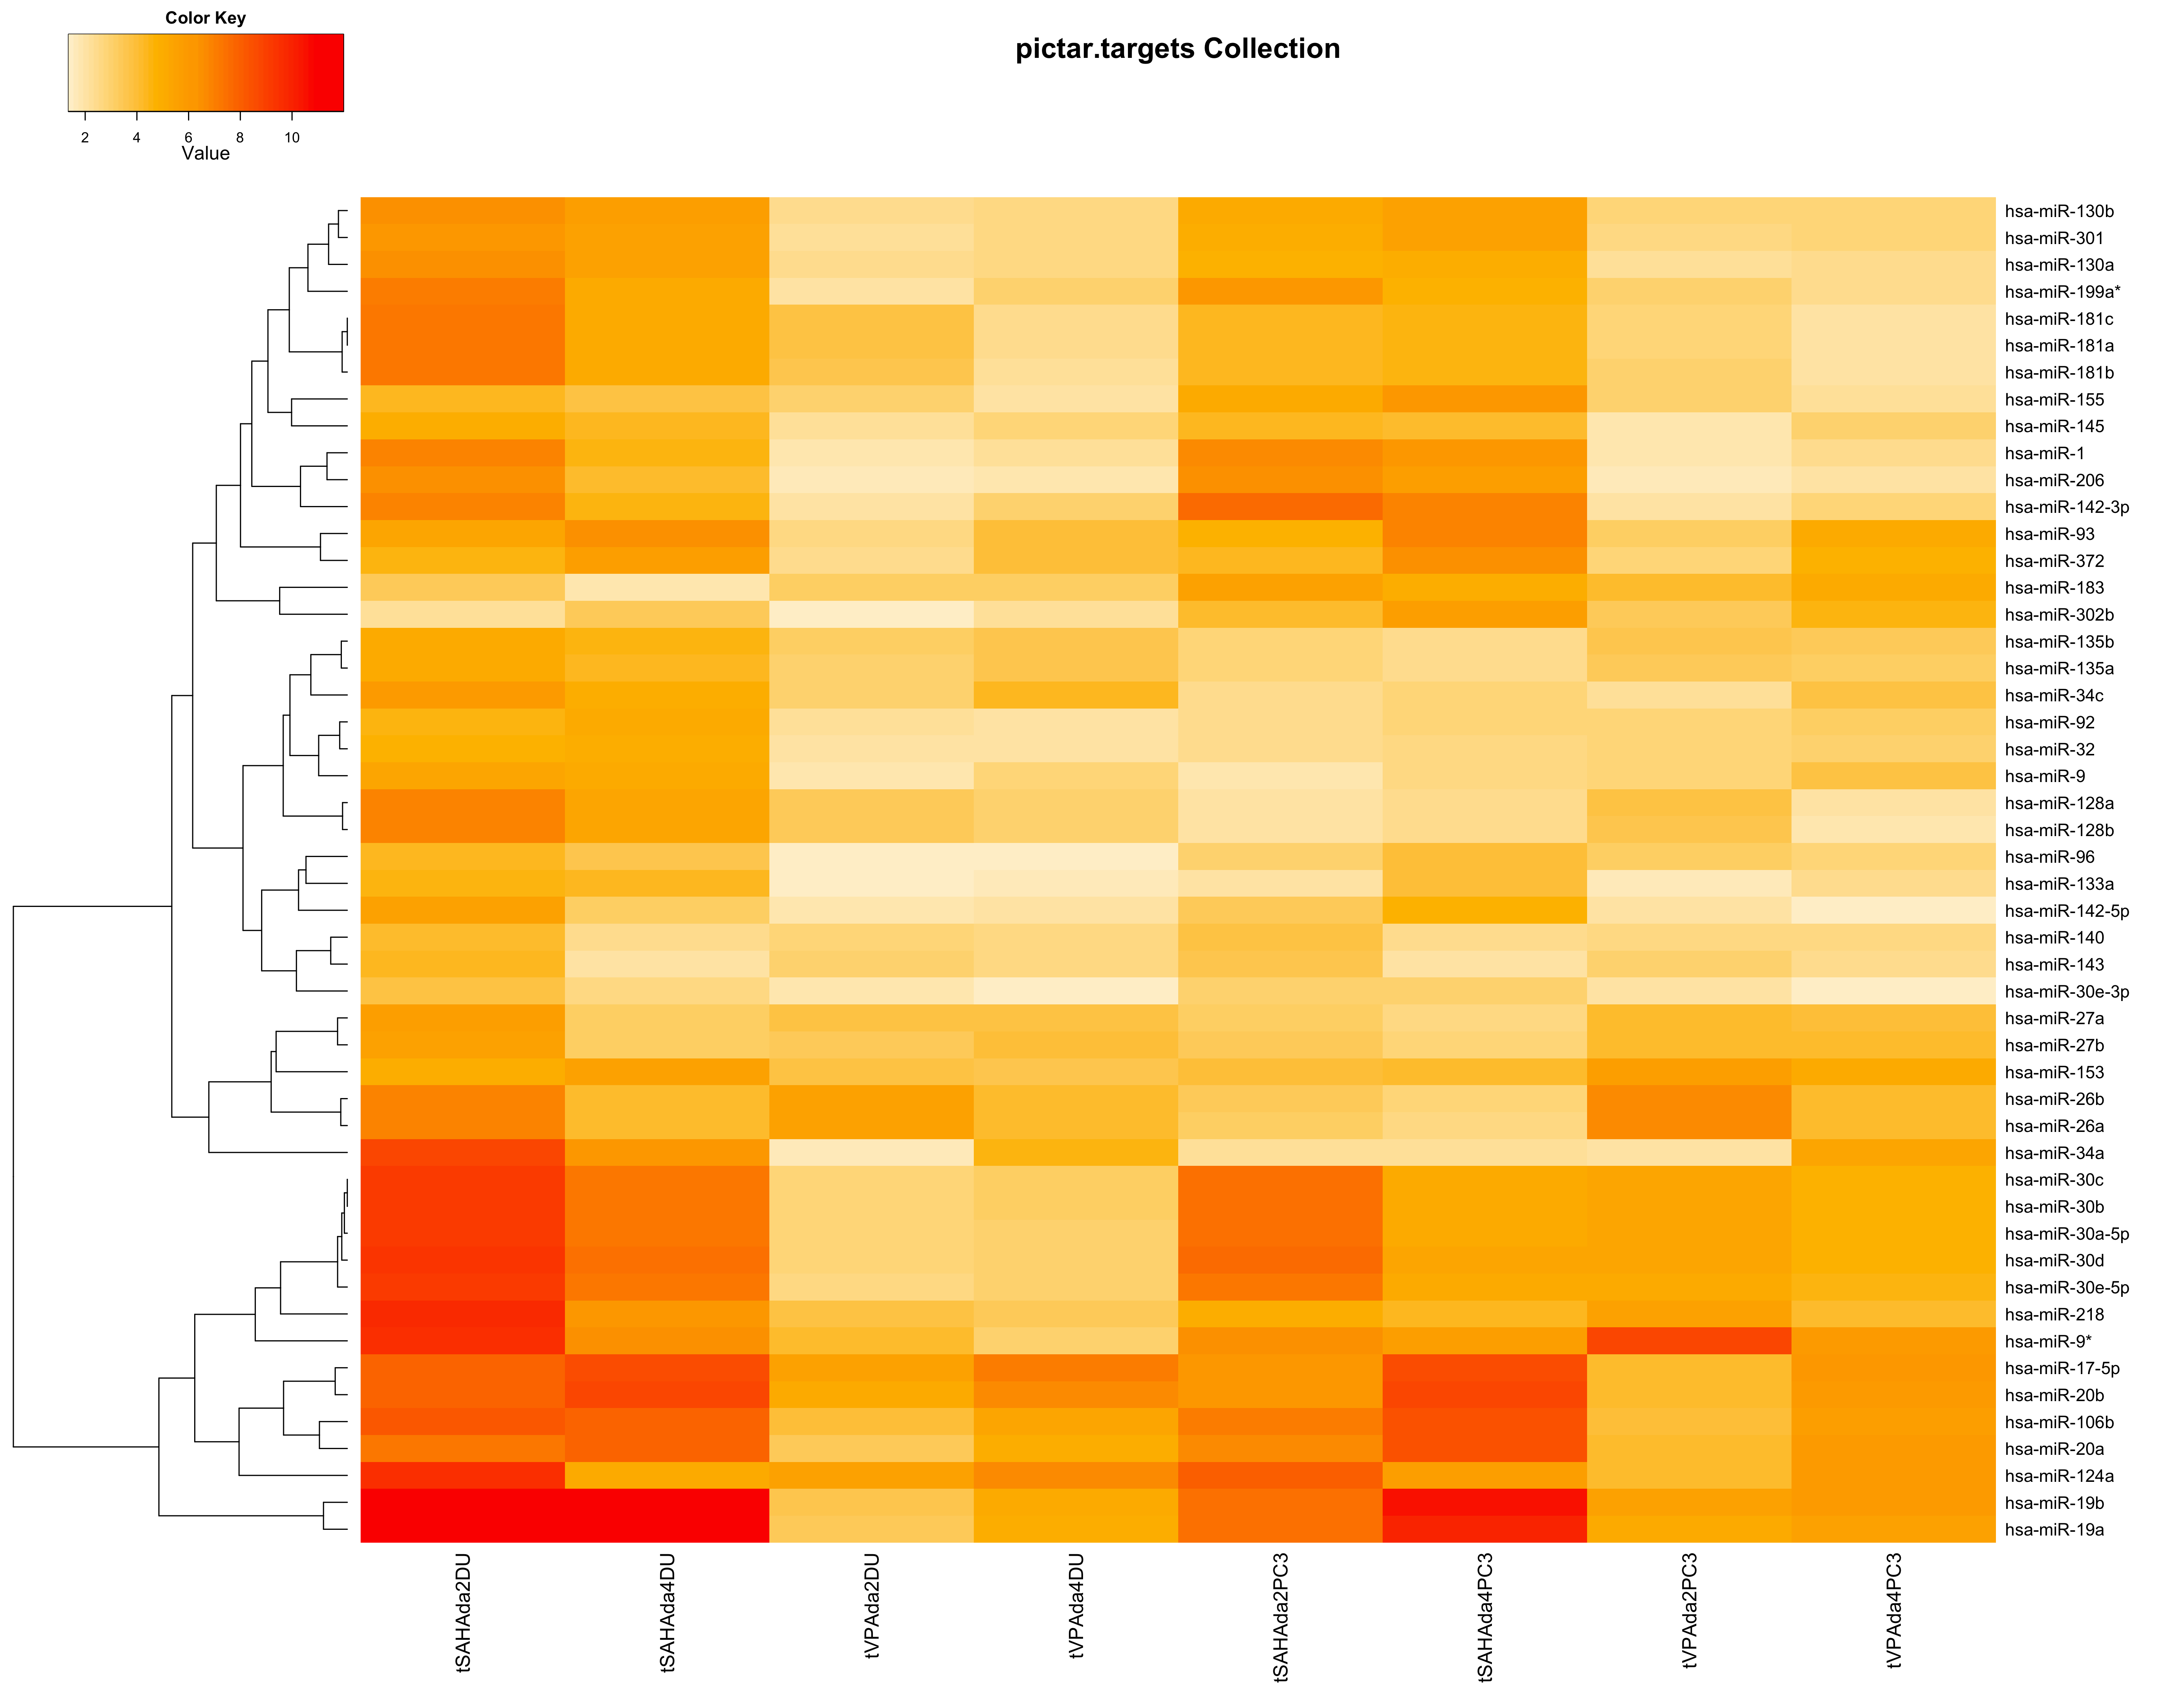 Color Key
pictar.targets Collection
2 4 6 8 10
Value
hsa-miR-130b
hsa-miR-301
hsa-miR-130a
hsa-miR-199a*
hsa-miR-181c
hsa-miR-181a
hsa-miR-181b
hsa-miR-155
hsa-miR-145
hsa-miR-1
hsa-miR-206
hsa-miR-142-3p
hsa-miR-93
hsa-miR-372
hsa-miR-183
hsa-miR-302b
hsa-miR-135b
hsa-miR-135a
hsa-miR-34c
hsa-miR-92
hsa-miR-32
hsa-miR-9
hsa-miR-128a
hsa-miR-128b
hsa-miR-96
hsa-miR-133a
hsa-miR-142-5p
hsa-miR-140
hsa-miR-143
hsa-miR-30e-3p
hsa-miR-27a
hsa-miR-27b
hsa-miR-153
hsa-miR-26b
hsa-miR-26a
hsa-miR-34a
hsa-miR-30c
hsa-miR-30b
hsa-miR-30a-5p
hsa-miR-30d
hsa-miR-30e-5p
hsa-miR-218
hsa-miR-9*
hsa-miR-17-5p
hsa-miR-20b
hsa-miR-106b
hsa-miR-20a
hsa-miR-124a
hsa-miR-19b
hsa-miR-19a
tSAHAda2DU
tSAHAda4DU
tVPAda2DU
tVPAda4DU
tSAHAda2PC3
tSAHAda4PC3
tVPAda2PC3
tVPAda4PC3